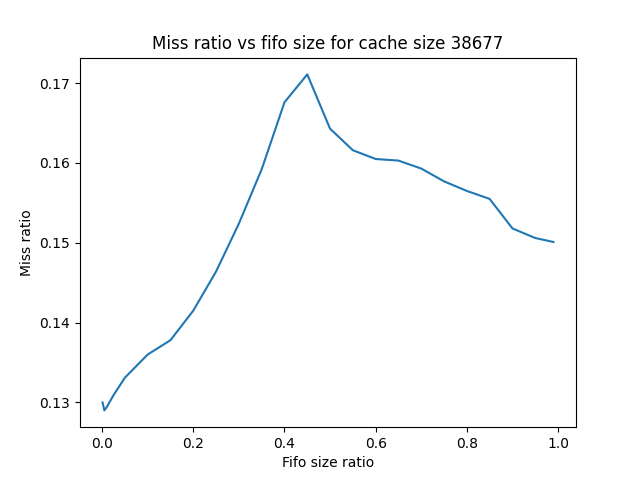 Miss ratio vs fifo size for cache size 38677
0.17
0.16
0.15
0.14
0.13
Miss ratio
0.0 0.2 0.4 0.6 0.8 1.0
Fifo size ratio